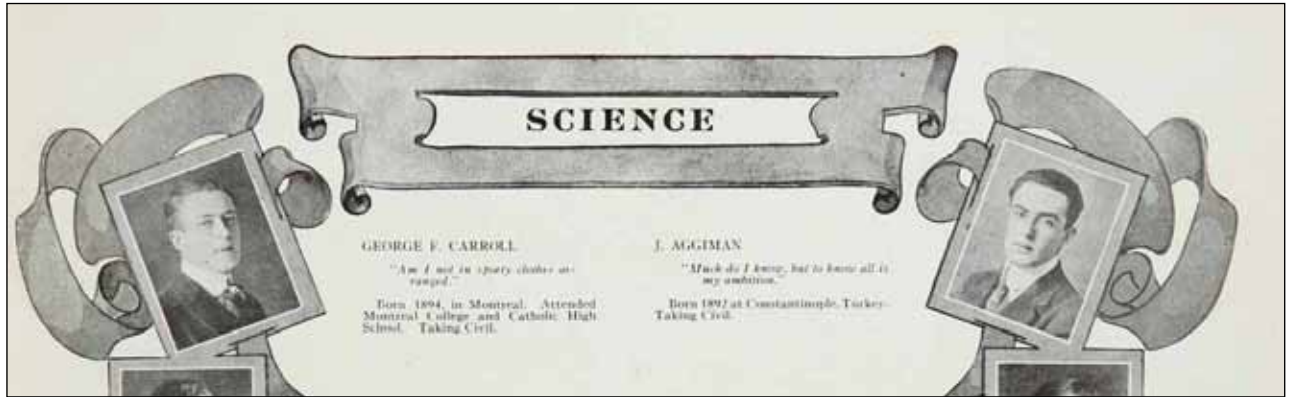 SCIENCE
GEORGE F. CARROLL
"Am I not in sporty clothes ar-
ranged."
Born 1894, in Montreal. Attended
Montreal College and Catholic High
School. Taking Civil.
J. AGGIMAN
"Much do I know, but to know all is
my ambition."
Born 1892 at Constantinople, Turkey.
Taking Civil.